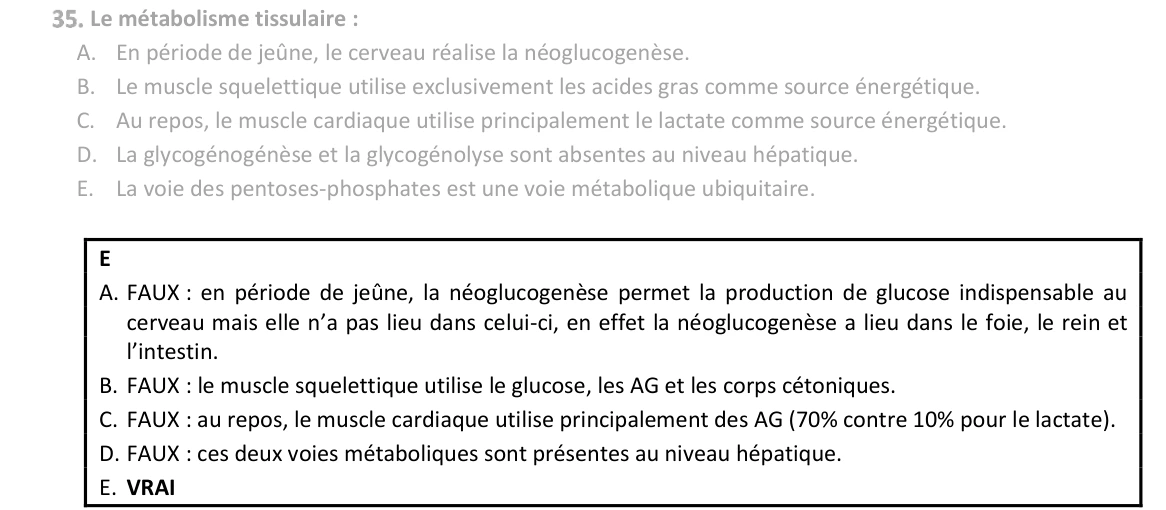 35. Le métabolisme tissulaire :
A. En période de jeûne, le cerveau réalise la néoglucogenèse.
B. Le muscle squelettique utilise exclusivement les acides gras comme source énergétique.
C. Au repos, le muscle cardiaque utilise principalement le lactate comme source énergétique.
D. La glycogénogénèse et la glycogénolyse sont absentes au niveau hépatique.
E. La voie des pentoses-phosphates est une voie métabolique ubiquitaire.
E
A. FAUX : en période de jeûne, la néoglucogenèse permet la production de glucose indispensable au
cerveau mais elle n’a pas lieu dans celui-ci, en effet la néoglucogenèse a lieu dans le foie, le rein et
l’intestin.
B. FAUX : le muscle squelettique utilise le glucose, les AG et les corps cétoniques.
C. FAUX : au repos, le muscle cardiaque utilise principalement des AG (70% contre 10% pour le lactate).
D. FAUX : ces deux voies métaboliques sont présentes au niveau hépatique.
E. VRAI